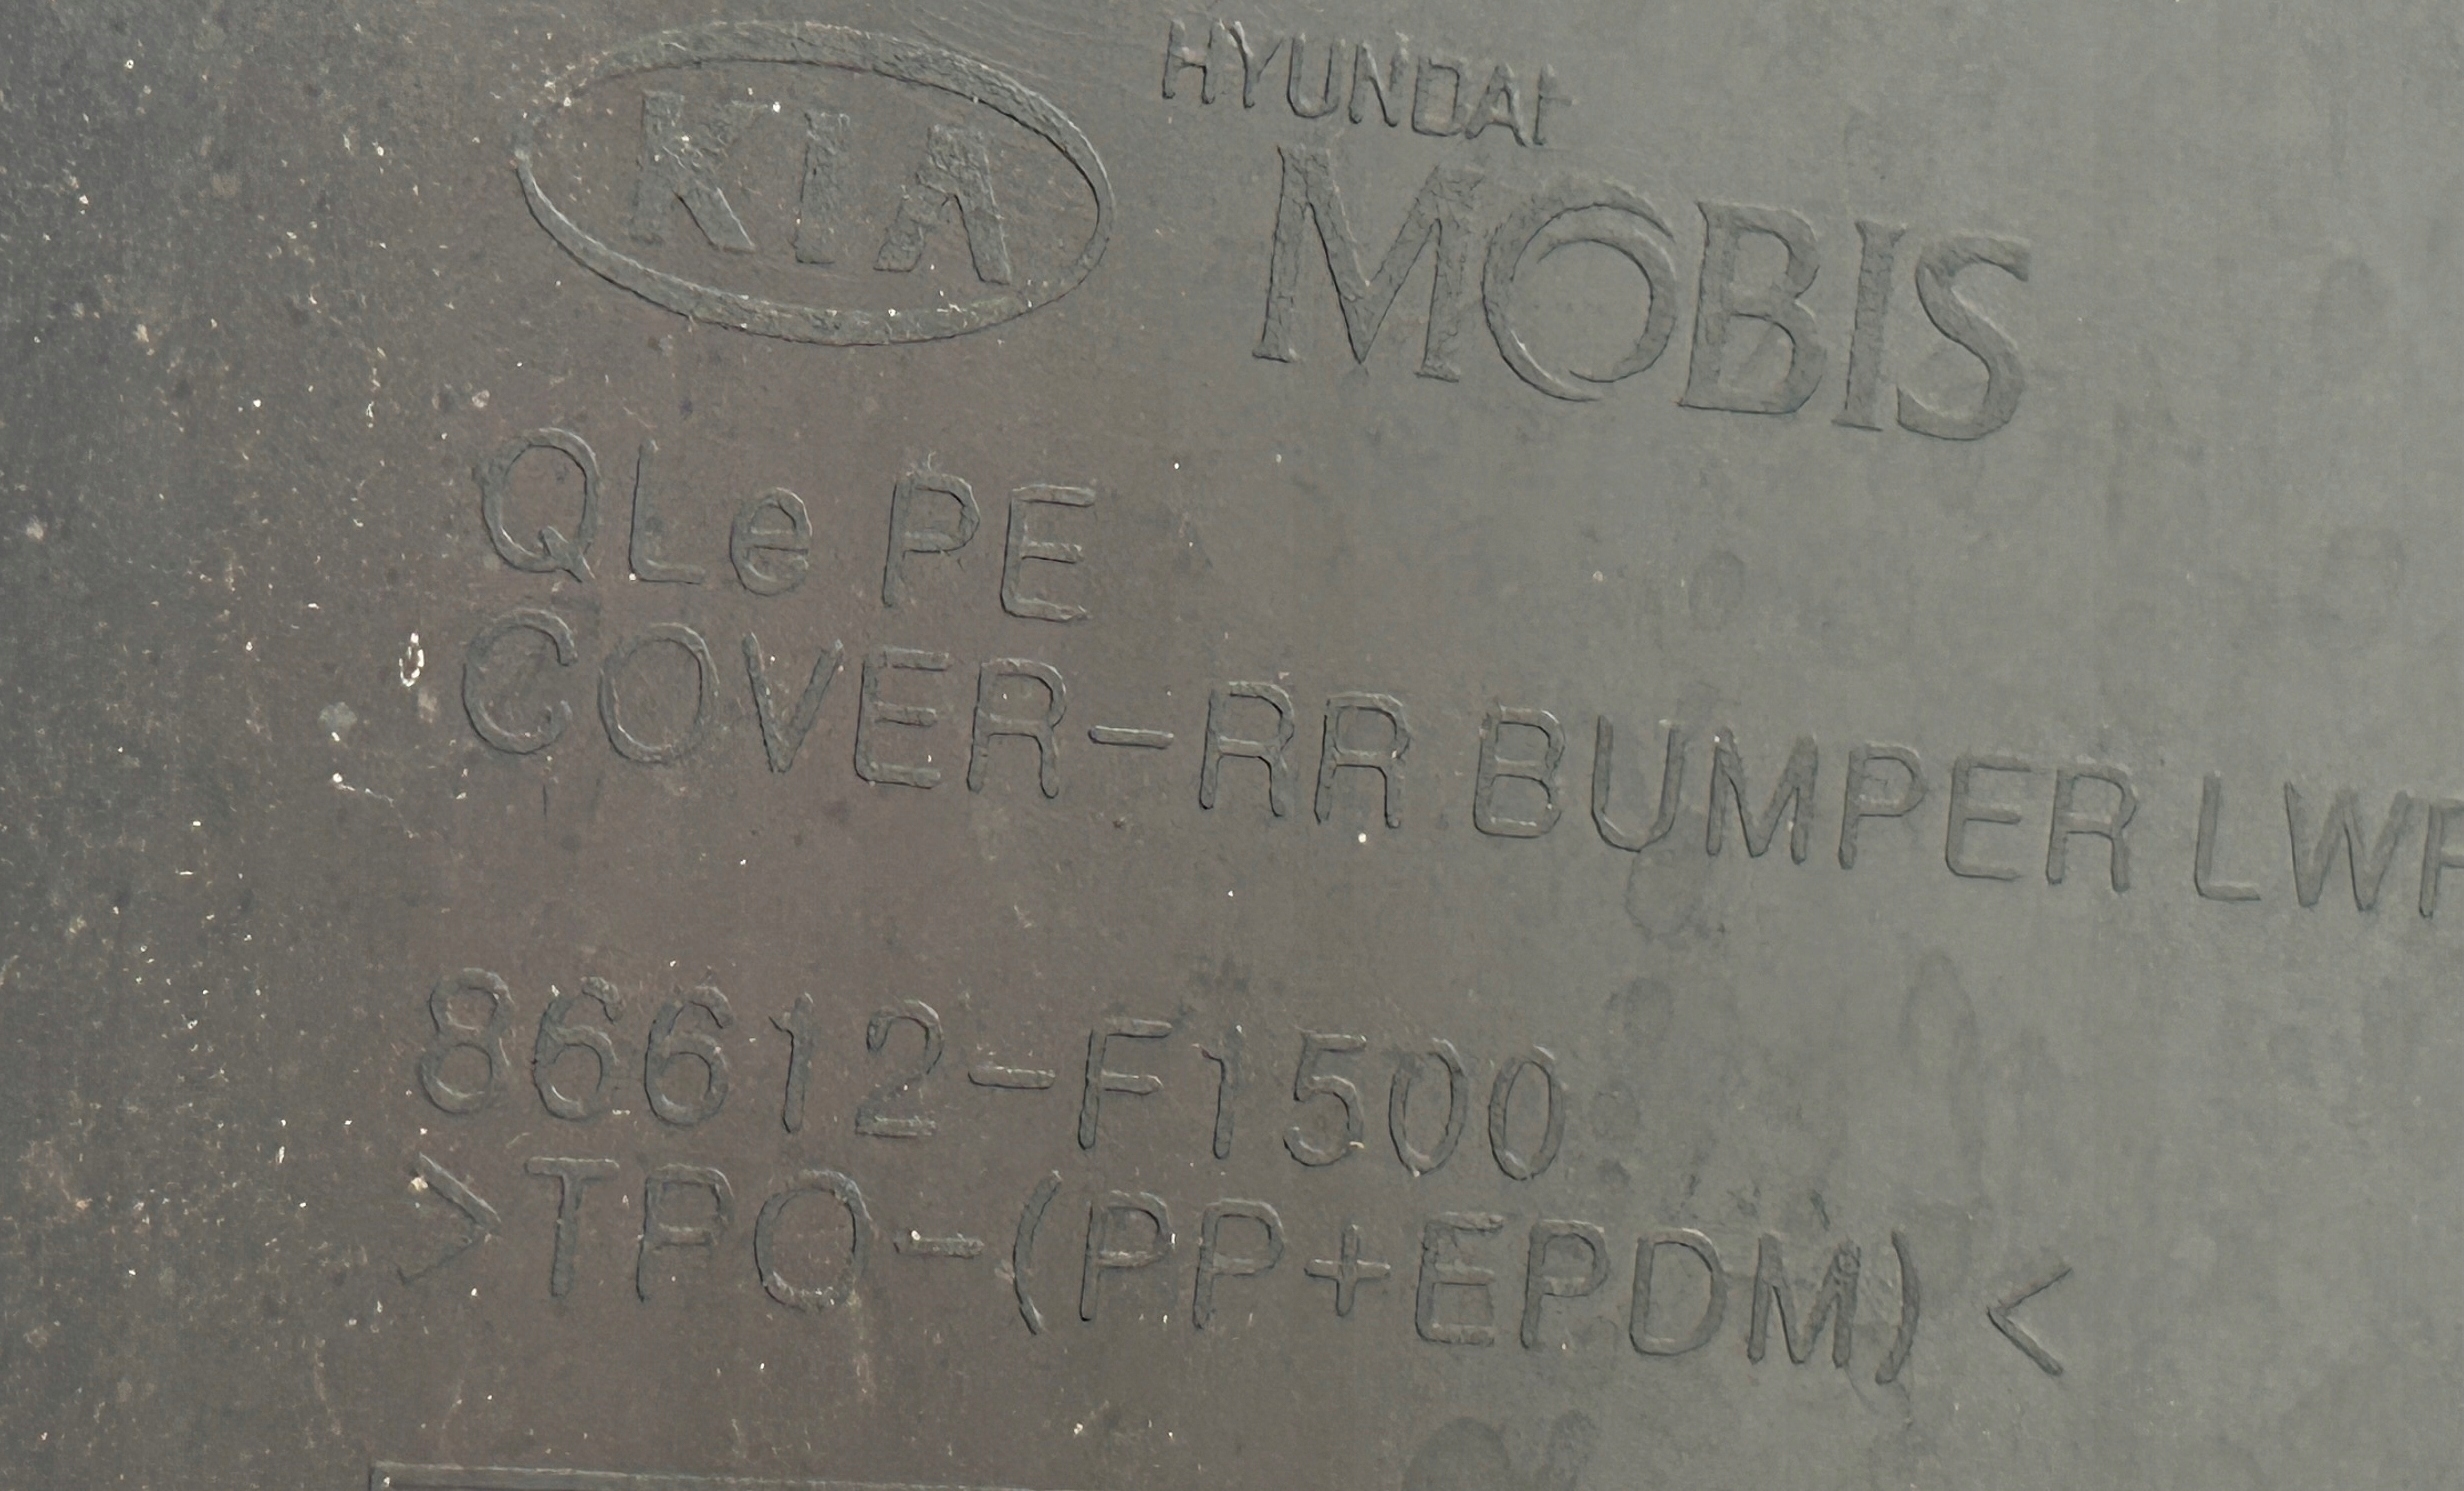 KIA
HYUNDAI
MOBIS
QLe PE
COVER-RR BUMPER LWR
86612-F1500
>TPO-(PP+EPDM)<